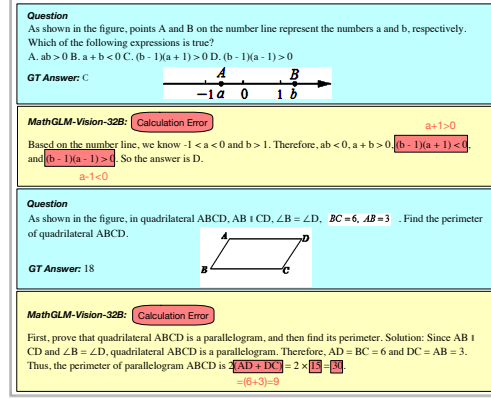 Question
As shown in the figure, points A and B on the number line represent the numbers a and b, respectively.
Which of the following expressions is true?
A. ab > 0 B. a + b < 0 C. (b - 1)(a + 1) > 0 D. (b - 1)(a - 1) > 0
GT Answer: C
A B
-1 a 0 1 b
MathGLM-Vision-32B: Calculation Error
a+1>0
Based on the number line, we know -1 < a < 0 and b > 1. Therefore, ab < 0, a + b > 0, (b - 1)(a + 1) < 0,
and (b - 1)(a - 1) > 0. So the answer is D.
a-1<0
Question
As shown in the figure, in quadrilateral ABCD, AB ∥ CD, ∠B = ∠D, BC = 6, AB = 3 . Find the perimeter
of quadrilateral ABCD.
A D
GT Answer: 18
B C
MathGLM-Vision-32B: Calculation Error
First, prove that quadrilateral ABCD is a parallelogram, and then find its perimeter. Solution: Since AB ∥
CD and ∠B = ∠D, quadrilateral ABCD is a parallelogram. Therefore, AD = BC = 6 and DC = AB = 3.
Thus, the perimeter of parallelogram ABCD is 2(AD + DC) = 2 × 15 = 30.
=(6+3)=9